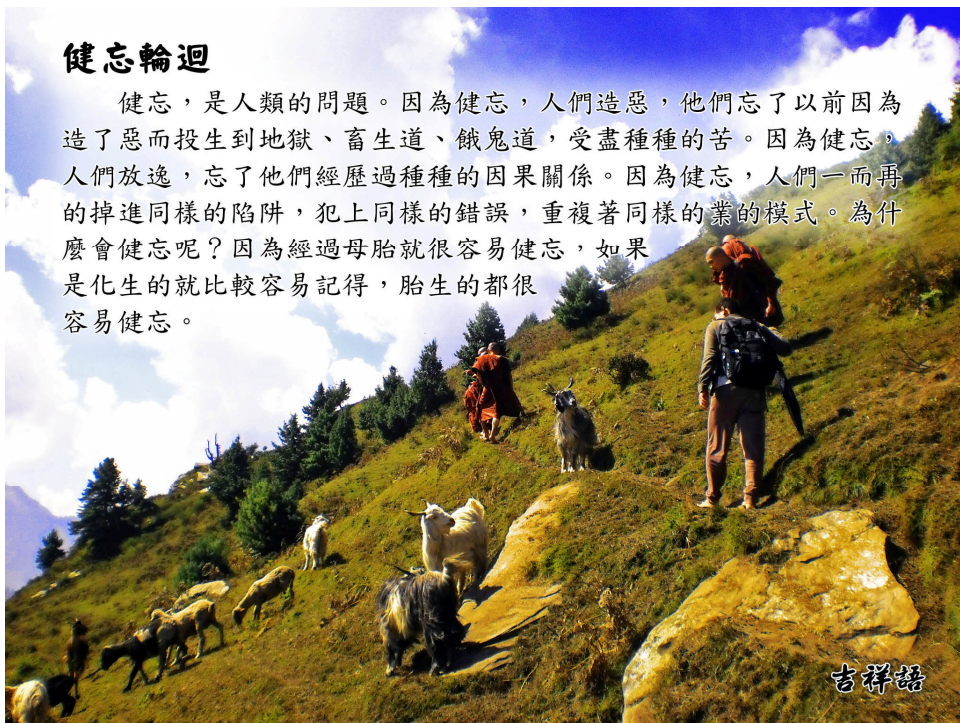 健忘輪迴
健忘，是人類的問題。因為健忘，人們造惡，他們忘了以前因為
造了惡而投生到地獄、畜生道、餓鬼道，受盡種種的苦。因為健忘，
人們放逸，忘了他們經歷過種種的因果關係。因為健忘，人們一而再
的掉進同樣的陷阱，犯上同樣的錯誤，重複著同樣的業的模式。為什
麼會健忘呢？因為經過母胎就很容易健忘，如果
是化生的就比較容易記得，胎生的都很
容易健忘。
吉祥語